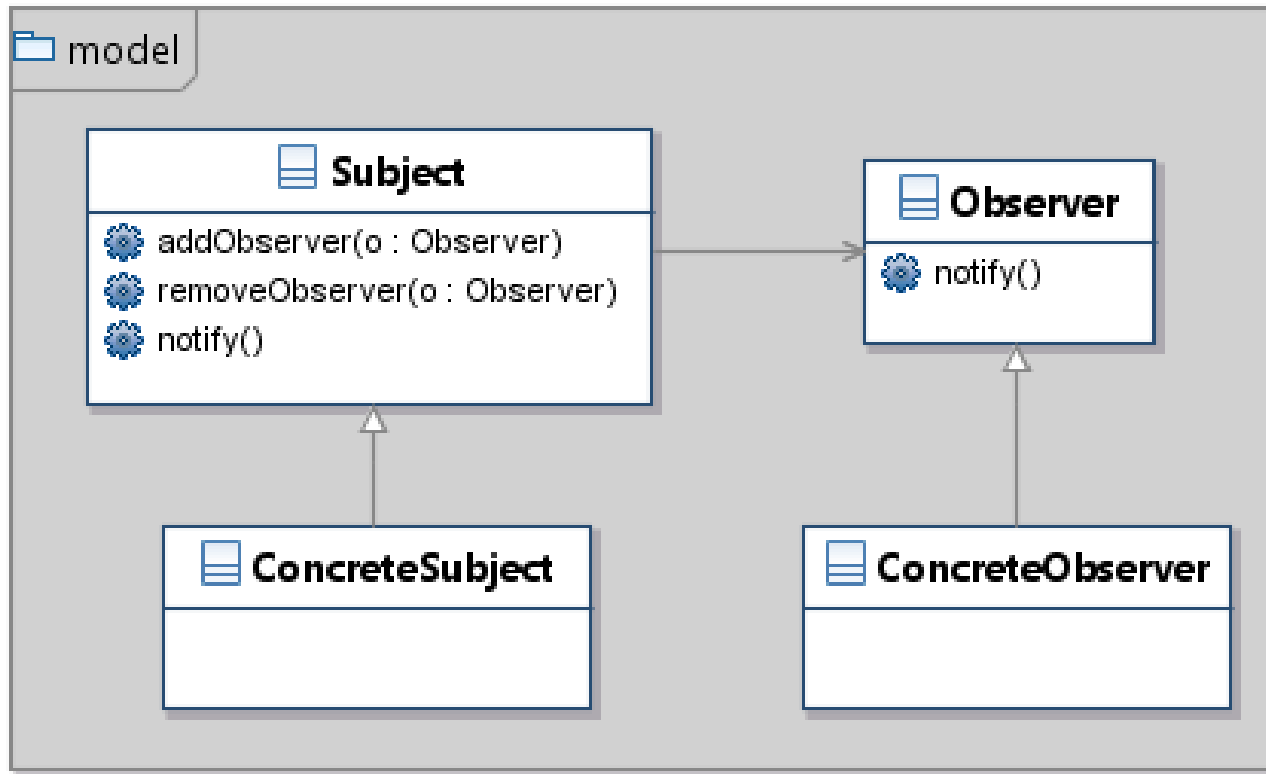 model
Subject
addObserver(o : Observer)
removeObserver(o : Observer)
notify()
Observer
notify()
ConcreteSubject
ConcreteObserver